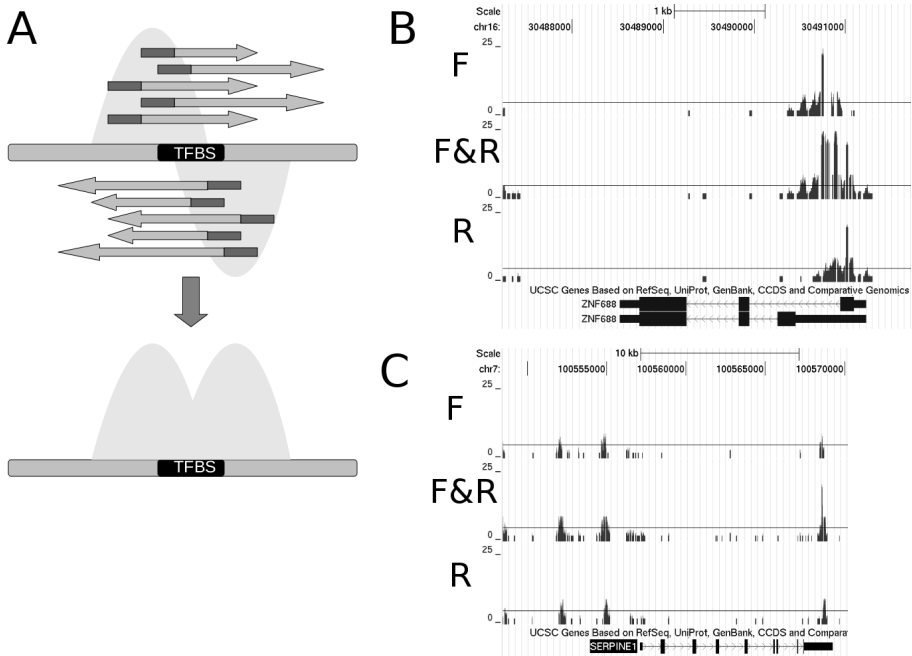 A
TFBS
TFBS
B
Scale 1 kb
chr16: 30488000 30489000 30490000 30491000
25
F
0
25
F&R
0
25
R
0
UCSC Genes Based on RefSeq, UniProt, GenBank, CCDS and Comparative Genomics
ZNF688
ZNF688
C
Scale 10 kb
chr7: 100555000 100560000 100565000 100570000
25
F
0
25
F&R
0
25
R
0
UCSC Genes Based on RefSeq, UniProt, GenBank, CCDS and Compara
SERPINE1